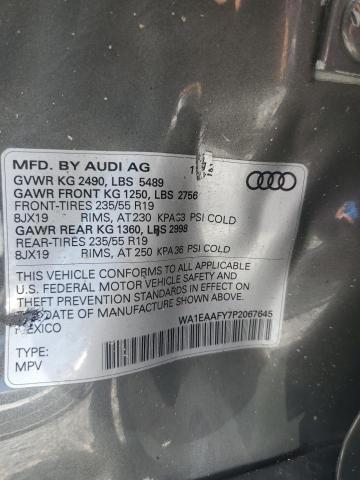 MFD. BY AUDI AG
GVWR KG 2490, LBS 5489
GAWR FRONT KG 1250, LBS 2756
FRONT-TIRES 235/55 R19
8JX19 RIMS, AT 230 KPA 33 PSI COLD
GAWR REAR KG 1360, LBS 2998
REAR-TIRES 235/55 R19
8JX19 RIMS, AT 250 KPA 36 PSI COLD
THIS VEHICLE CONFORMS TO ALL APPLICABLE
U.S. FEDERAL MOTOR VEHICLE SAFETY AND
THEFT PREVENTION STANDARDS IN EFFECT
ON DATE OF MANUFACTURE SHOWN ABOVE.
MEXICO WA1EAAFY7P2067645
TYPE:
MPV